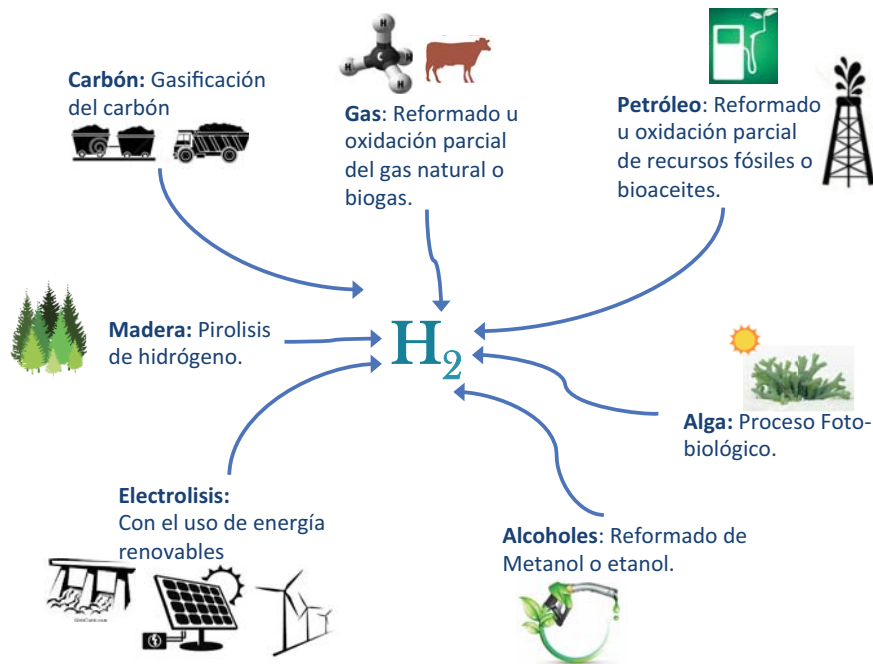 Carbón: Gasificación
del carbón
Gas: Reformado u
oxidación parcial
del gas natural o
biogas.
Petróleo: Reformado
u oxidación parcial
de recursos fósiles o
bioaceites.
H
H
H
H
C
Madera: Pirolisis
de hidrógeno.
H2
Alga: Proceso Foto-
biológico.
Electrolisis:
Con el uso de energía
renovables
Alcoholes: Reformado de
Metanol o etanol.